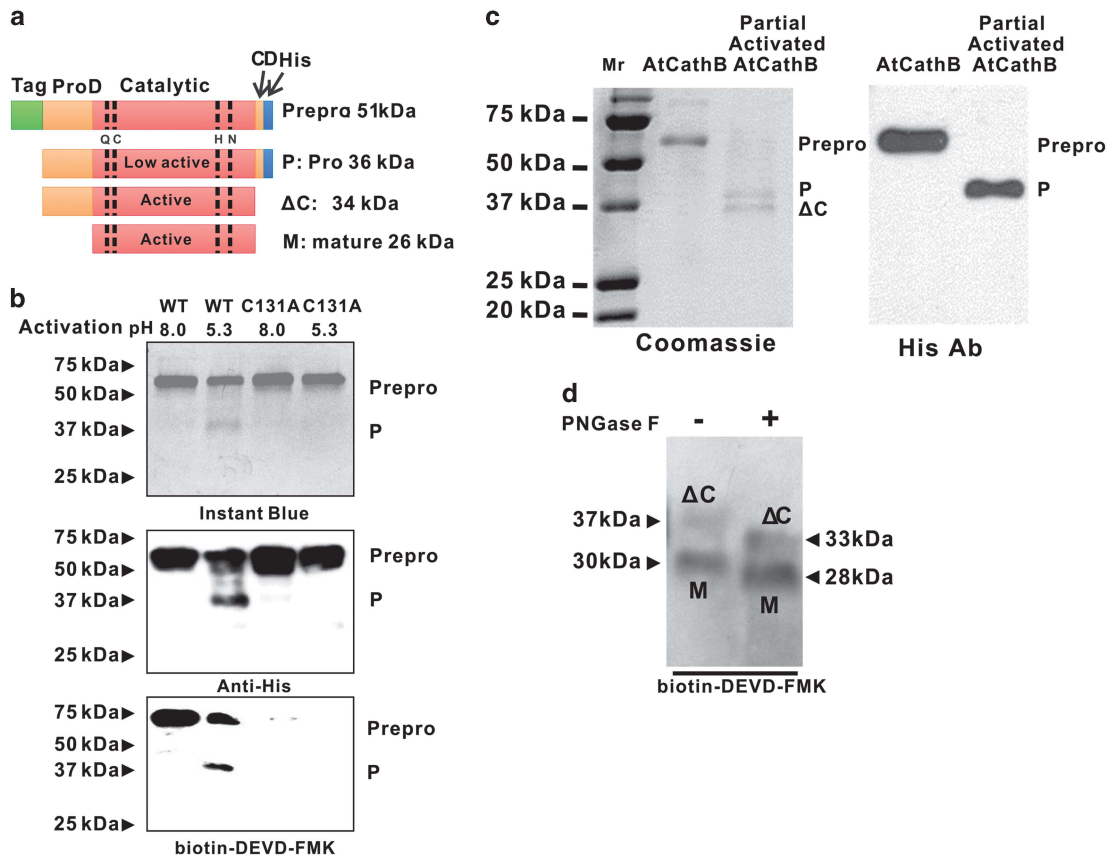 a
CD His
Tag ProD Catalytic
Prepro 51kDa
Q C H N
Low active
P: Pro 36 kDa
Active
ΔC: 34 kDa
Active
M: mature 26 kDa
b
WT WT C131A C131A
Activation pH 8.0 5.3 8.0 5.3
75 kDa
50 kDa
37 kDa
25 kDa
Prepro
P
Instant Blue
75 kDa
50 kDa
37 kDa
25 kDa
Prepro
P
Anti-His
75 kDa
50 kDa
37 kDa
25 kDa
Prepro
P
biotin-DEVD-FMK
c
Mr AtCathB Partial
Activated
AtCathB
75 kDa
50 kDa
37 kDa
25 kDa
20 kDa
Prepro
P
ΔC
Coomassie
AtCathB Partial
Activated
AtCathB
Prepro
P
His Ab
d
PNGase F - +
ΔC
37kDa
30kDa
M
ΔC
33kDa
28kDa
M
biotin-DEVD-FMK